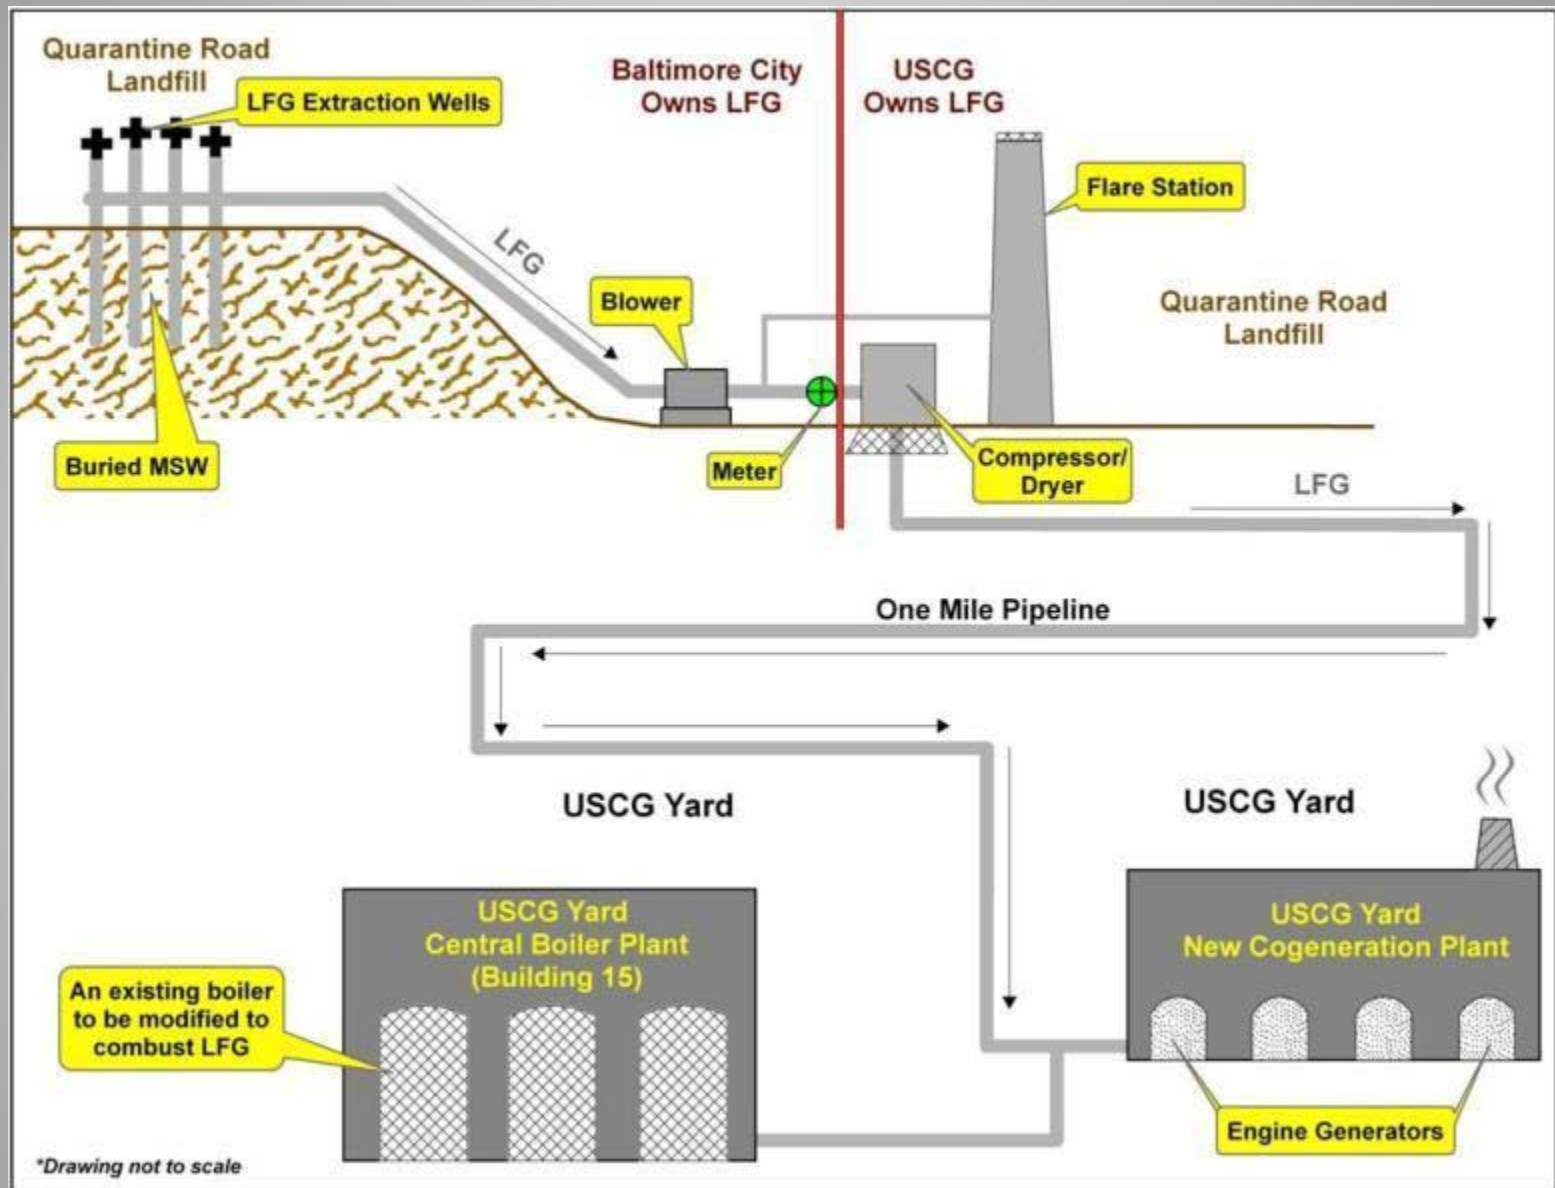 Quarantine Road
Landfill
LFG Extraction Wells
Baltimore City
Owns LFG
USCG
Owns LFG
Flare Station
LFG
Blower
Quarantine Road
Landfill
Buried MSW
Meter
Compressor/
Dryer
LFG
One Mile Pipeline
USCG Yard
USCG Yard
USCG Yard
Central Boiler Plant
(Building 15)
USCG Yard
New Cogeneration Plant
An existing boiler
to be modified to
combust LFG
Engine Generators
*Drawing not to scale